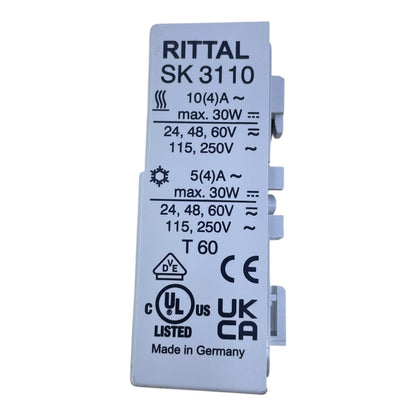 RITTAL
SK 3110
10(4)A ~
max. 30W ⎓
24, 48, 60V ≂
115, 250V ~
5(4)A ~
max. 30W ⎓
24, 48, 60V ≂
115, 250V ~
T 60
VDE CE
C UL US LISTED
UK CA
Made in Germany